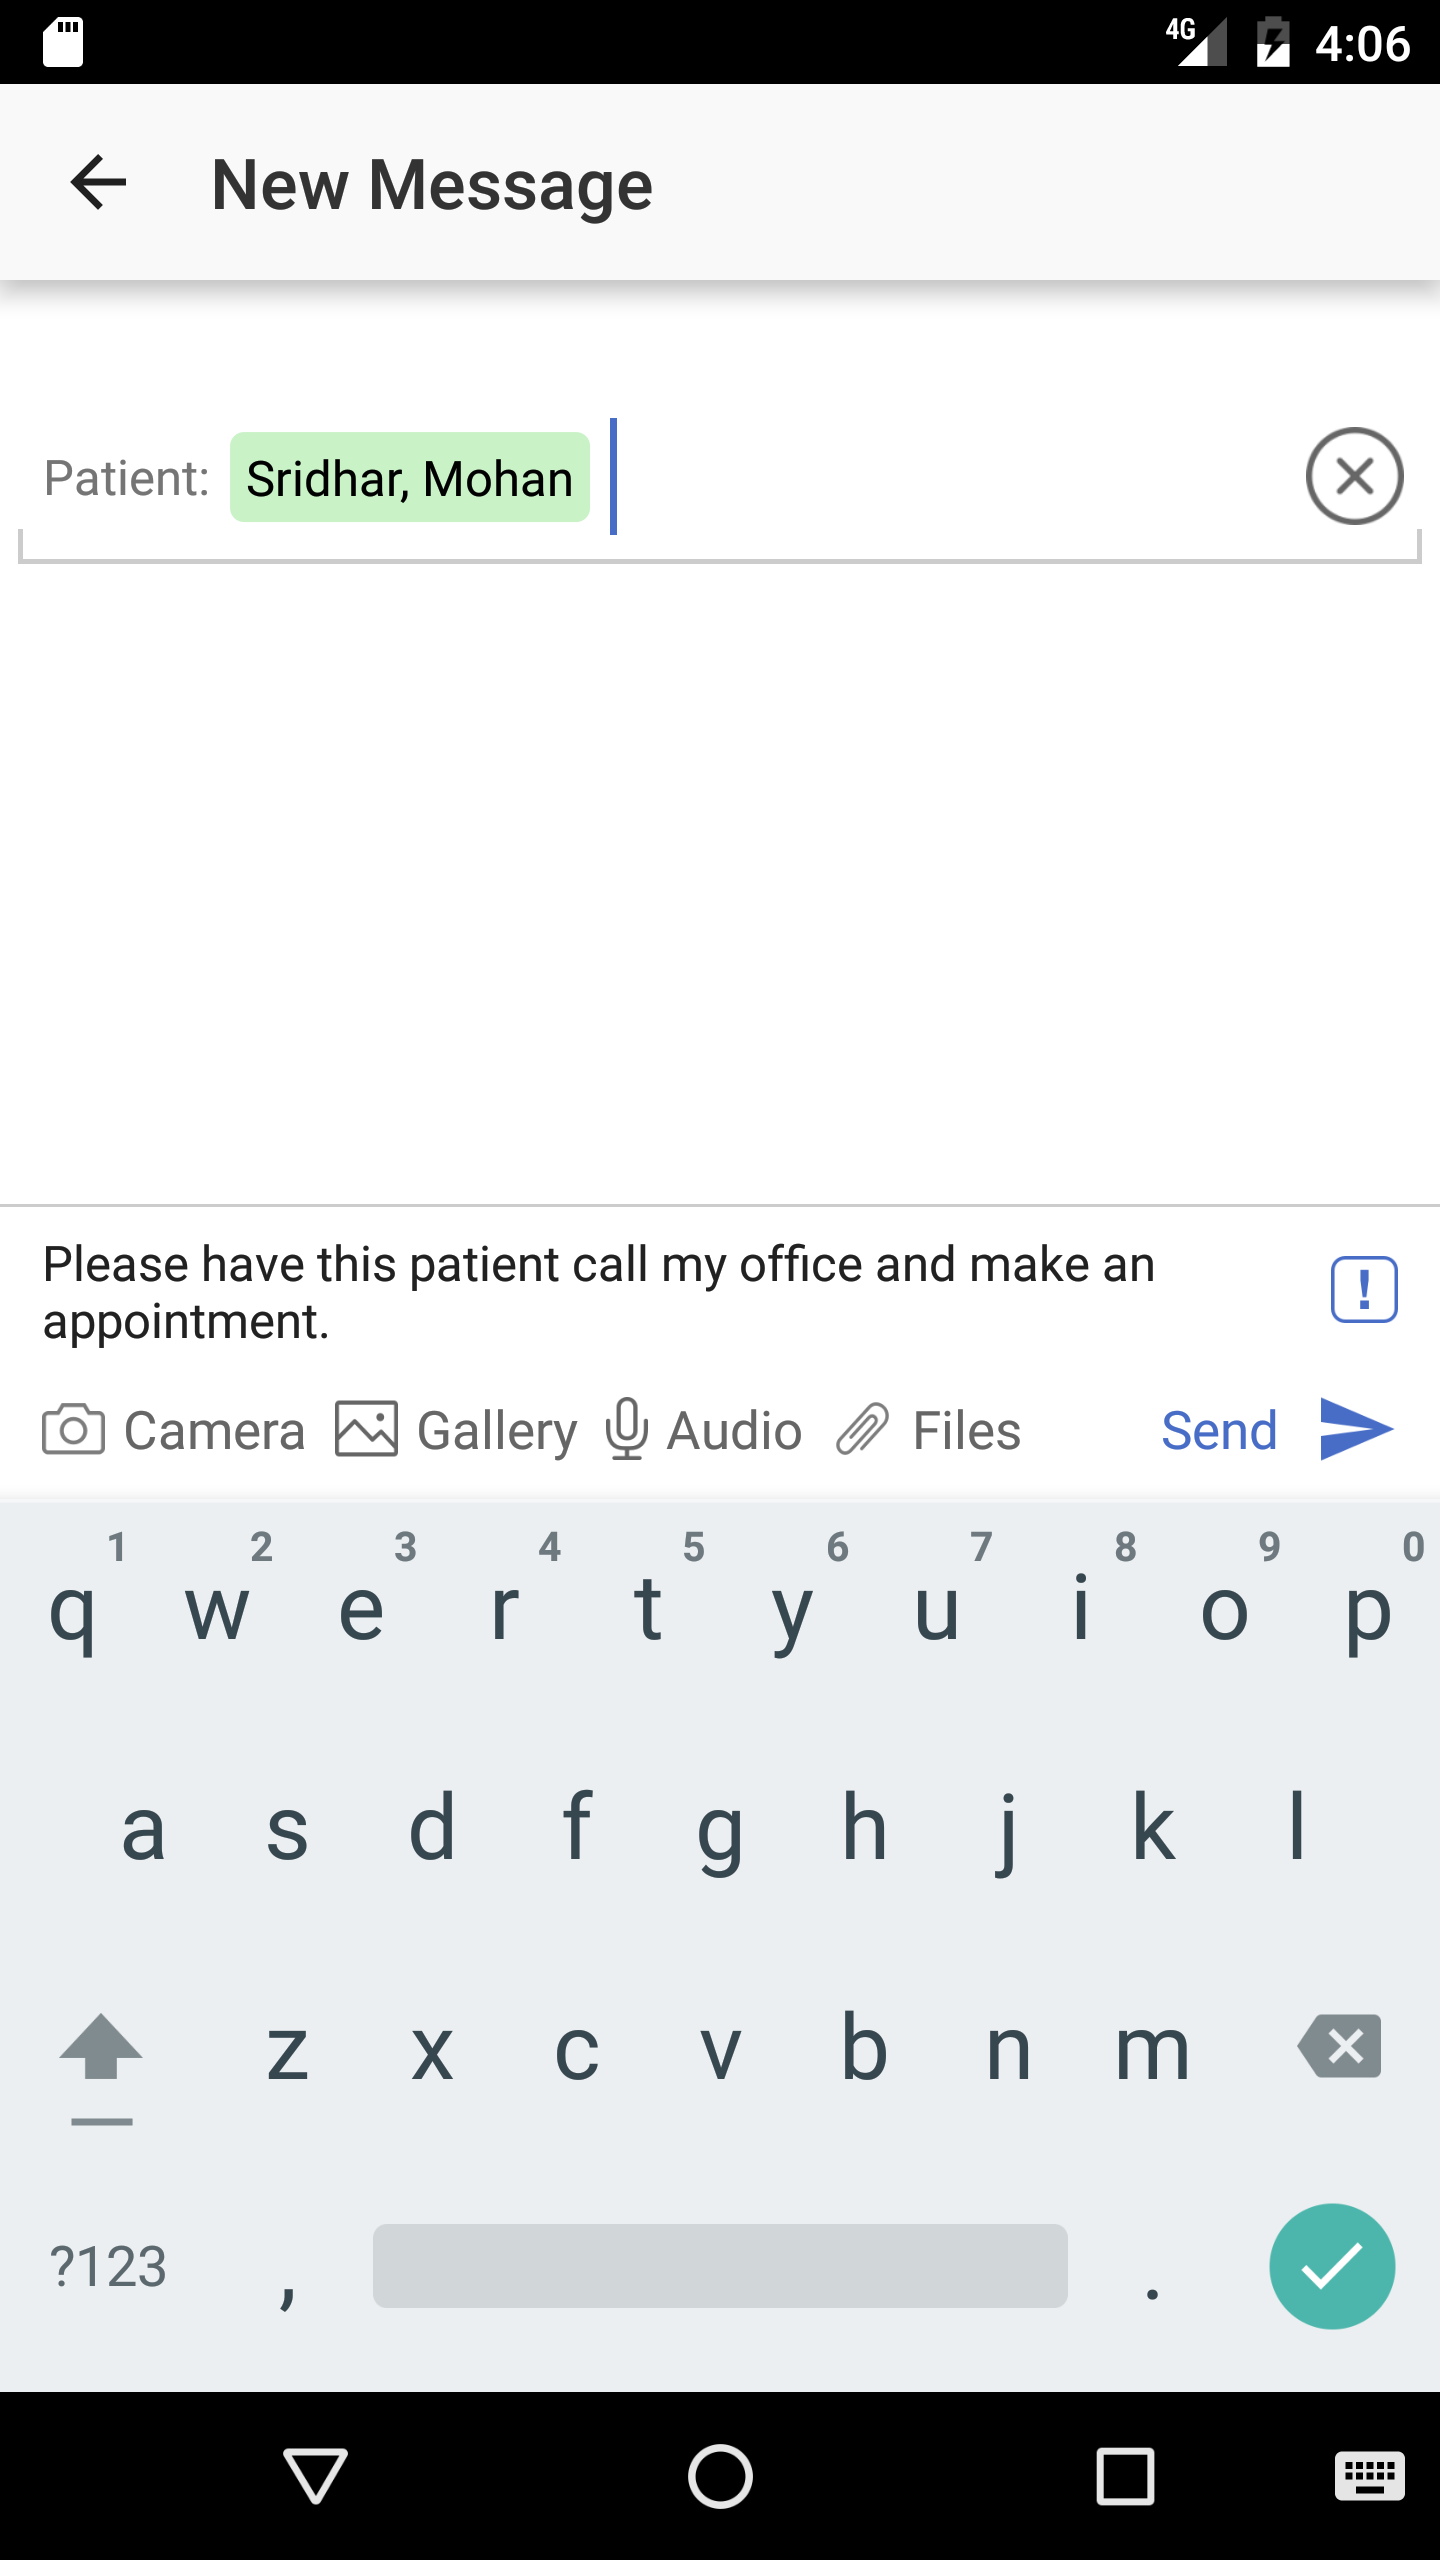 4G 4:06
New Message
Patient: Sridhar, Mohan
Please have this patient call my office and make an
appointment.
!
Camera Gallery Audio Files Send
1 2 3 4 5 6 7 8 9 0
q w e r t y u i o p
a s d f g h j k l
z x c v b n m
?123 , .